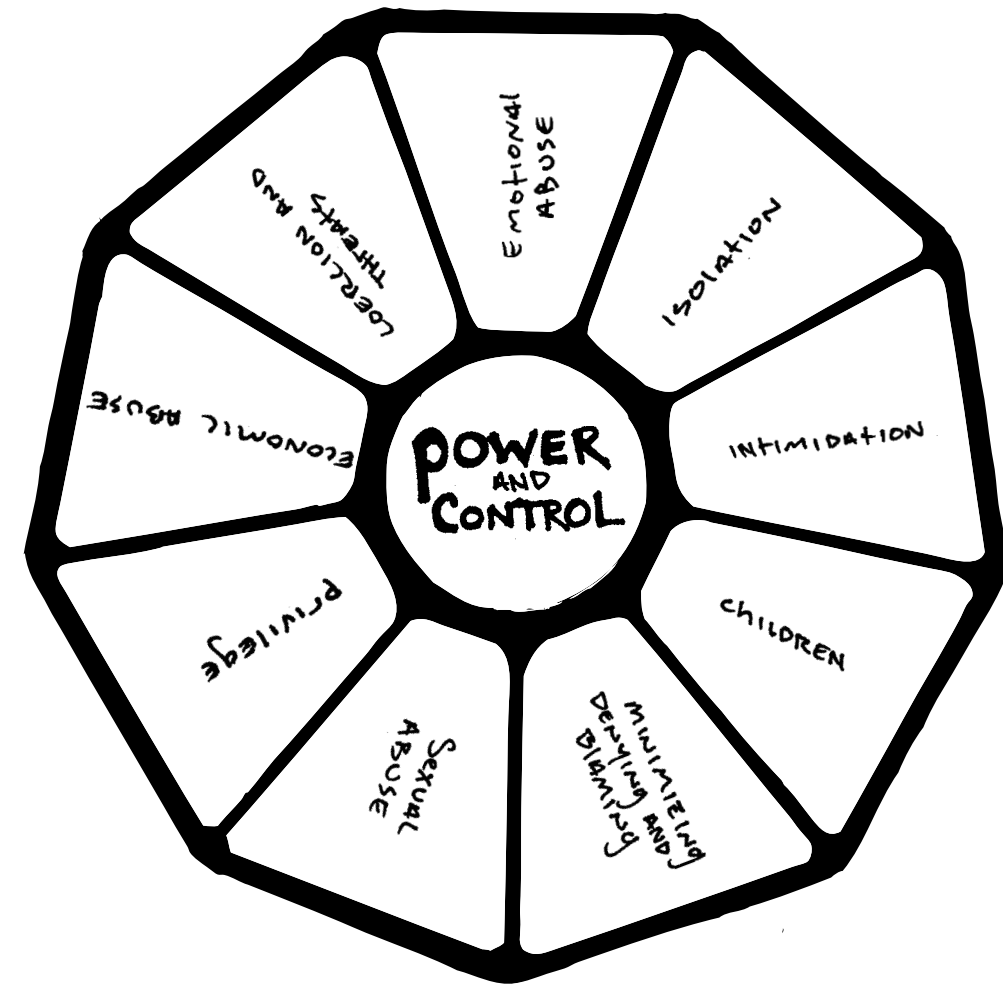 POWER
AND
CONTROL
EMOTIONAL
ABUSE
ISOLATION
INTIMIDATION
CHILDREN
MINIMIZING
DENYING AND
BLAMING
SEXUAL
ABUSE
PRIVILEGE
ECONOMIC ABUSE
COERCION AND
THREATS